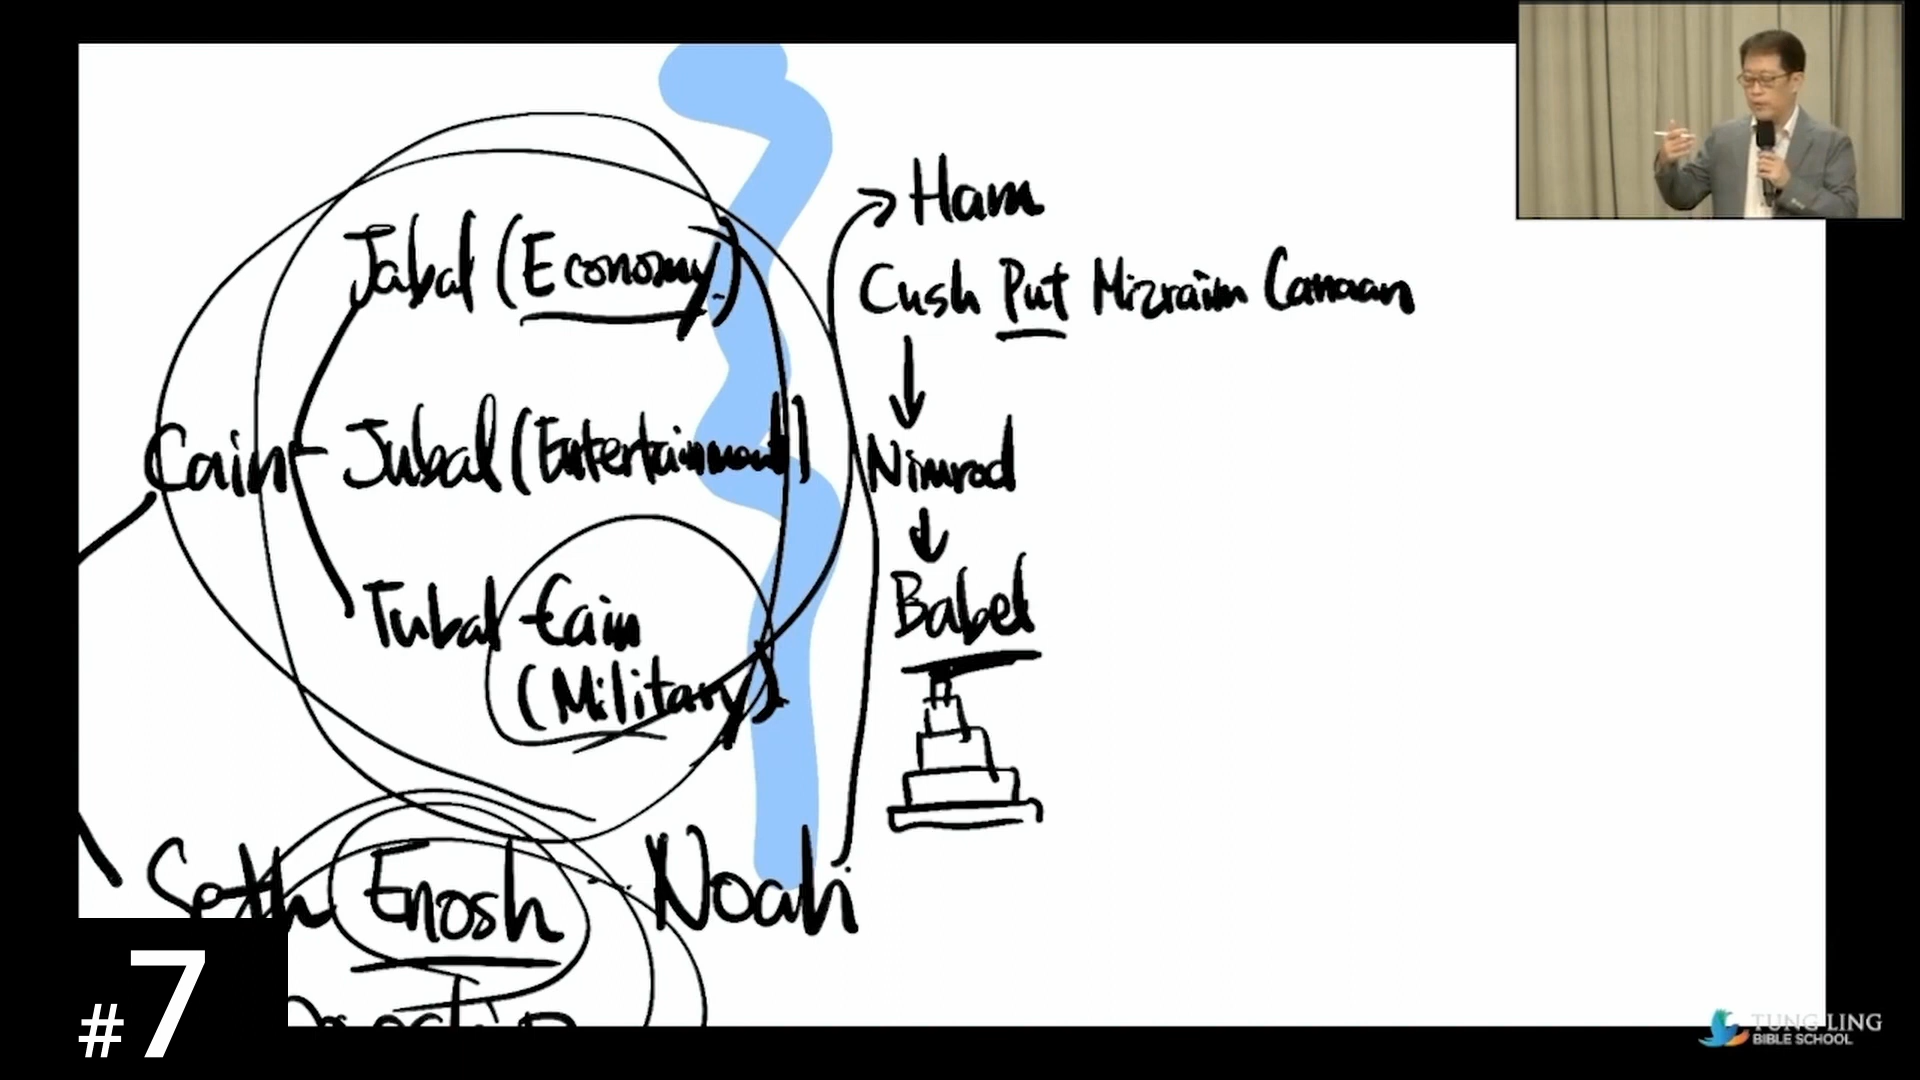 Ham
Jabal (Economy)
Cush Put Mizraim Canaan
Cain
Jubal (Entertainment)
Nimrod
Tubal Cain
(Military)
Babel
Seth Enosh Noah
#7
TUNG LING
BIBLE SCHOOL